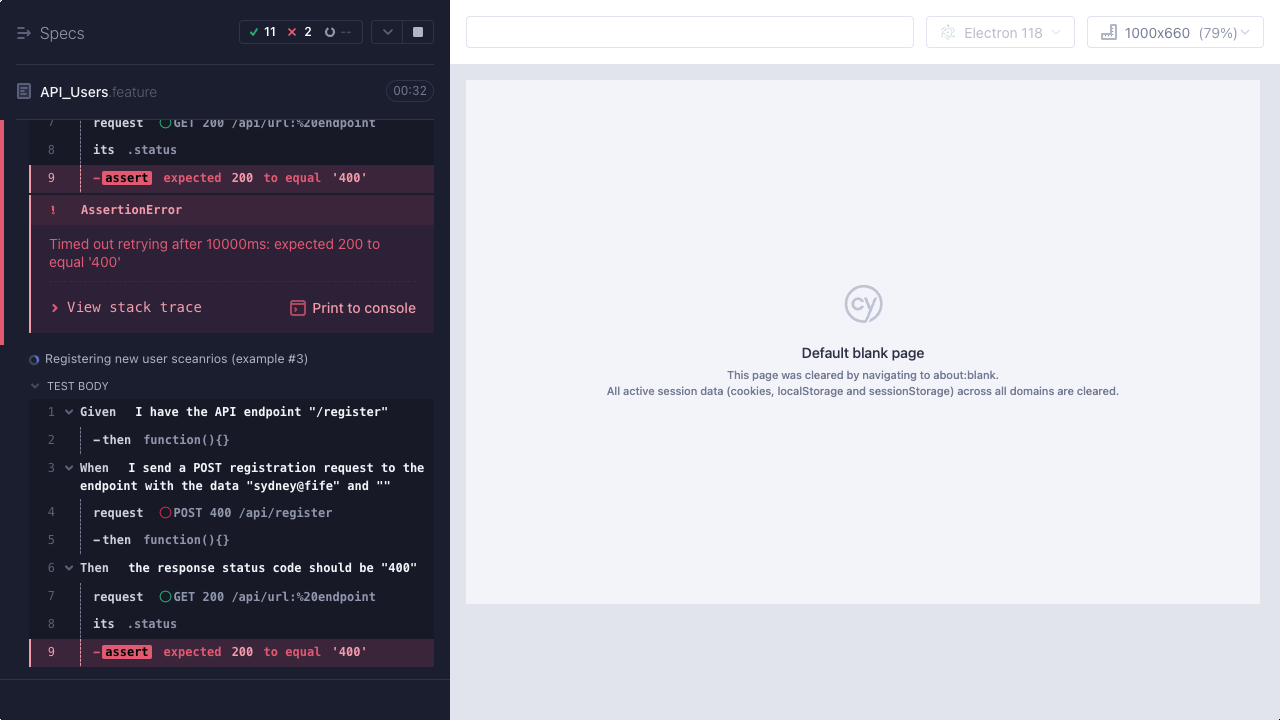 Specs
11
2
--
API_Users.feature
00:32
7 request GET 200 /api/url:%20endpoint
8 its .status
9 -assert expected 200 to equal '400'
! AssertionError
Timed out retrying after 10000ms: expected 200 to
equal '400'
View stack trace
Print to console
Registering new user sceanrios (example #3)
TEST BODY
1 Given I have the API endpoint "/register"
2 -then function(){}
3 When I send a POST registration request to the
endpoint with the data "sydney@fife" and ""
4 request POST 400 /api/register
5 -then function(){}
6 Then the response status code should be "400"
7 request GET 200 /api/url:%20endpoint
8 its .status
9 -assert expected 200 to equal '400'
Electron 118
1000x660 (79%)
cy
Default blank page
This page was cleared by navigating to about:blank.
All active session data (cookies, localStorage and sessionStorage) across all domains are cleared.